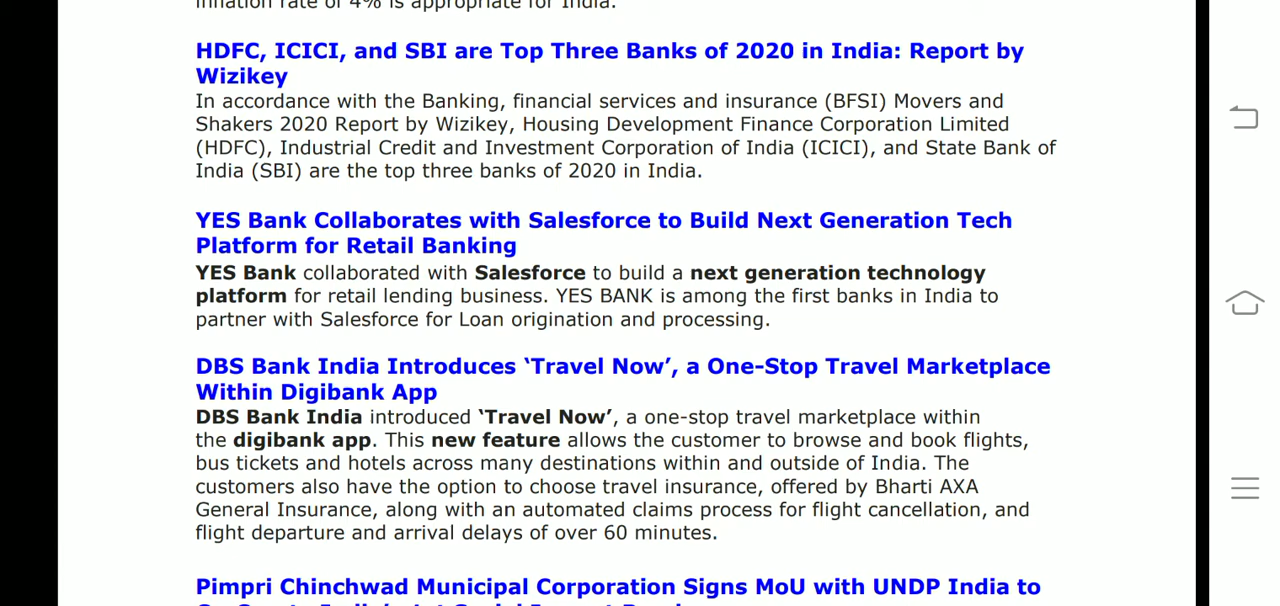 inflation rate of 4% is appropriate for India.
HDFC, ICICI, and SBI are Top Three Banks of 2020 in India: Report by
Wizikey
In accordance with the Banking, financial services and insurance (BFSI) Movers and
Shakers 2020 Report by Wizikey, Housing Development Finance Corporation Limited
(HDFC), Industrial Credit and Investment Corporation of India (ICICI), and State Bank of
India (SBI) are the top three banks of 2020 in India.
YES Bank Collaborates with Salesforce to Build Next Generation Tech
Platform for Retail Banking
YES Bank collaborated with Salesforce to build a next generation technology
platform for retail lending business. YES BANK is among the first banks in India to
partner with Salesforce for Loan origination and processing.
DBS Bank India Introduces ‘Travel Now’, a One-Stop Travel Marketplace
Within Digibank App
DBS Bank India introduced ‘Travel Now’, a one-stop travel marketplace within
the digibank app. This new feature allows the customer to browse and book flights,
bus tickets and hotels across many destinations within and outside of India. The
customers also have the option to choose travel insurance, offered by Bharti AXA
General Insurance, along with an automated claims process for flight cancellation, and
flight departure and arrival delays of over 60 minutes.
Pimpri Chinchwad Municipal Corporation Signs MoU with UNDP India to